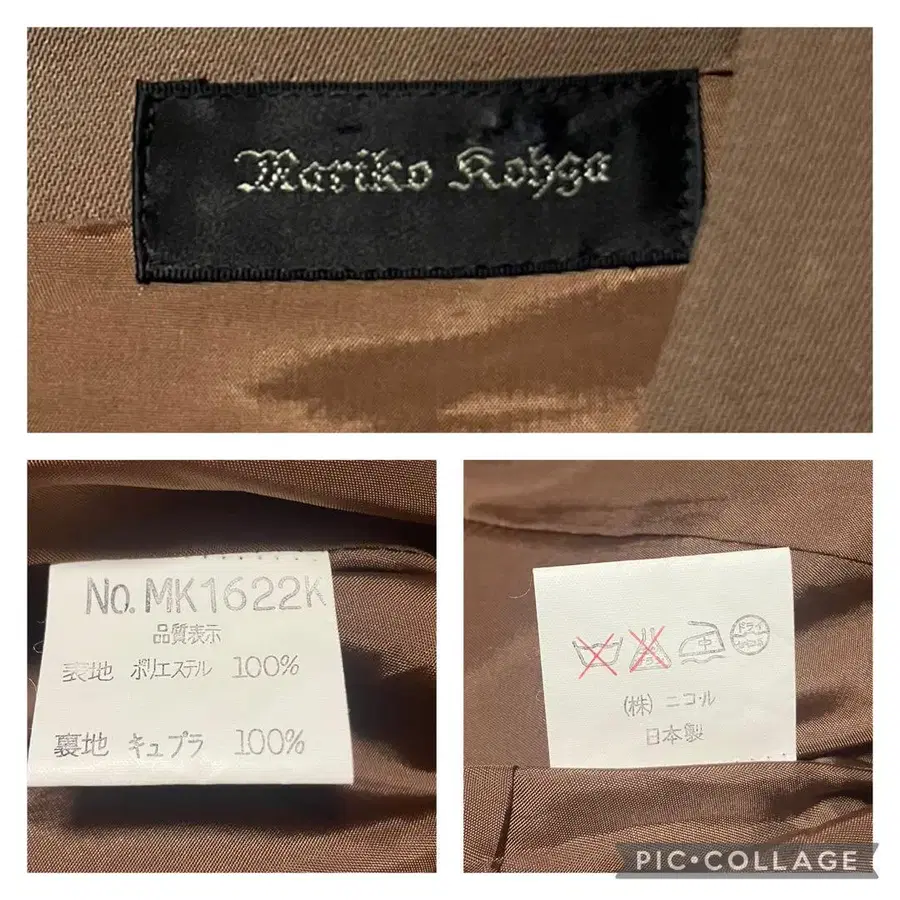 Mariko Kohga
No. MK1622K
品質表示
表地 ポリエステル 100%
裏地 キュプラ 100%
中
ドライ
(株) ニコル
日本製
PIC•COLLAGE